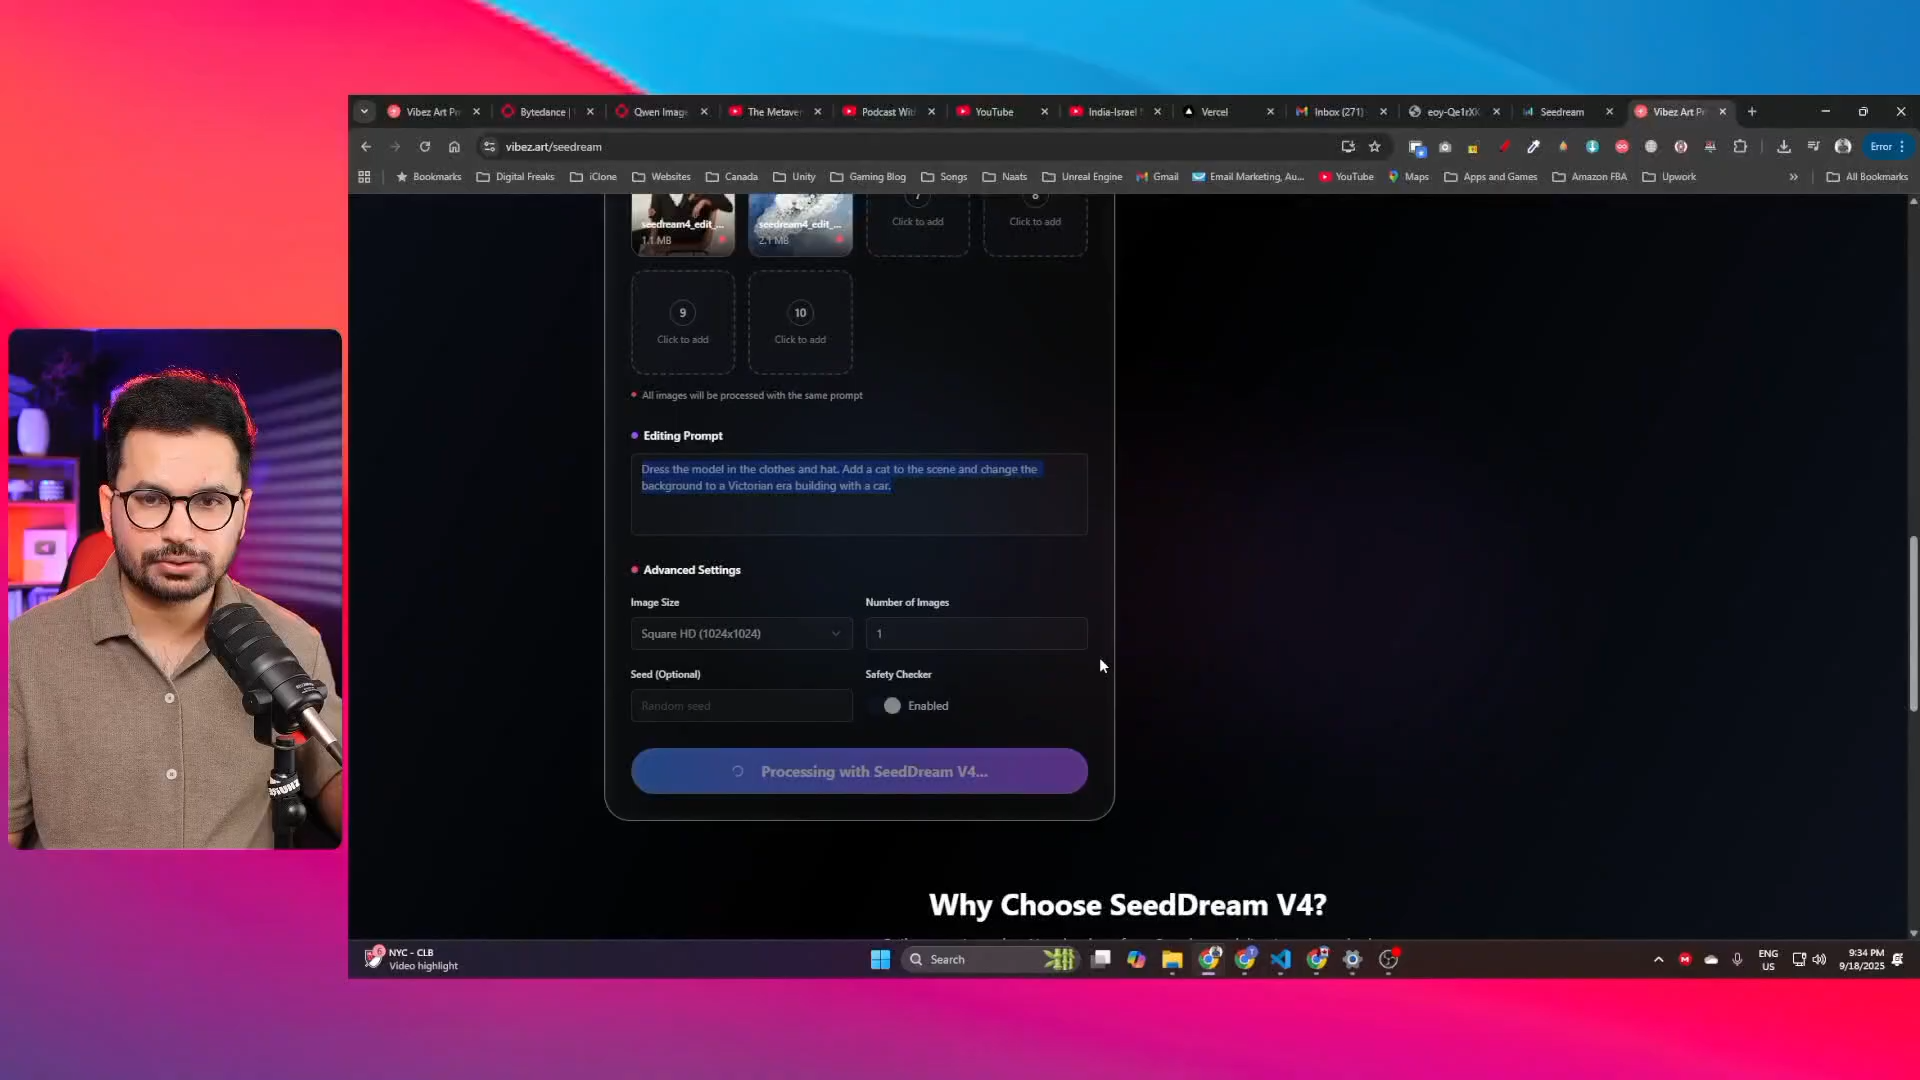 Vibez Art Pr
Bytedance |
Qwen Image
The Metaver
Podcast Wit
YouTube
India-Israel
Vercel
Inbox (271)
eoy-Qe1rXK
Seedream
Vibez Art Pr
vibez.art/seedream
Error
Bookmarks
Digital Freaks
iClone
Websites
Canada
Unity
Gaming Blog
Songs
Naats
Unreal Engine
Gmail
Email Marketing, Au...
YouTube
Maps
Apps and Games
Amazon FBA
Upwork
All Bookmarks
seedream4_edit_...
1.1 MB
seedream4_edit_...
2.1 MB
7
Click to add
8
Click to add
9
Click to add
10
Click to add
All images will be processed with the same prompt
Editing Prompt
Dress the model in the clothes and hat. Add a cat to the scene and change the
background to a Victorian era building with a car.
Advanced Settings
Image Size
Number of Images
Square HD (1024x1024)
1
Seed (Optional)
Safety Checker
Random seed
Enabled
Processing with SeedDream V4...
Why Choose SeedDream V4?
NYC - CLB
Video highlight
Search
ENG
US
9:34 PM
9/18/2025